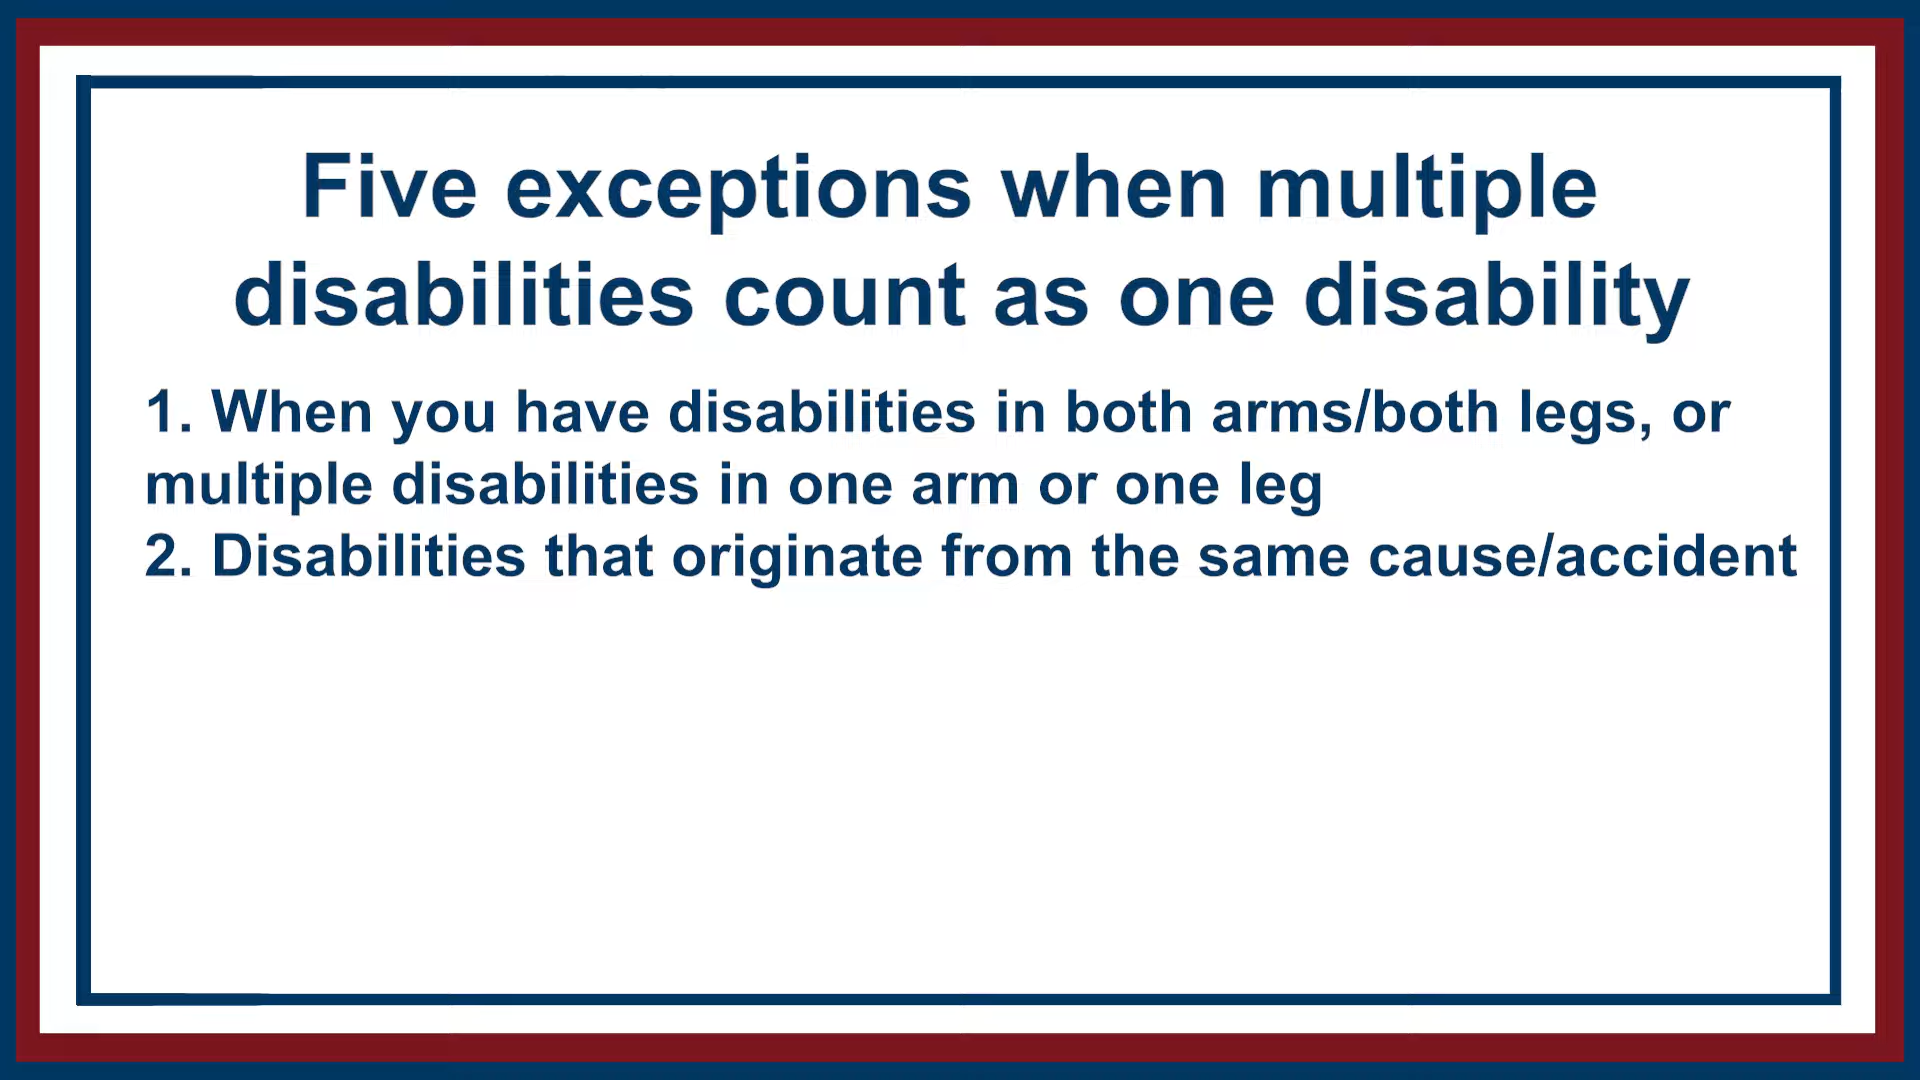 Five exceptions when multiple
disabilities count as one disability
1. When you have disabilities in both arms/both legs, or
multiple disabilities in one arm or one leg
2. Disabilities that originate from the same cause/accident